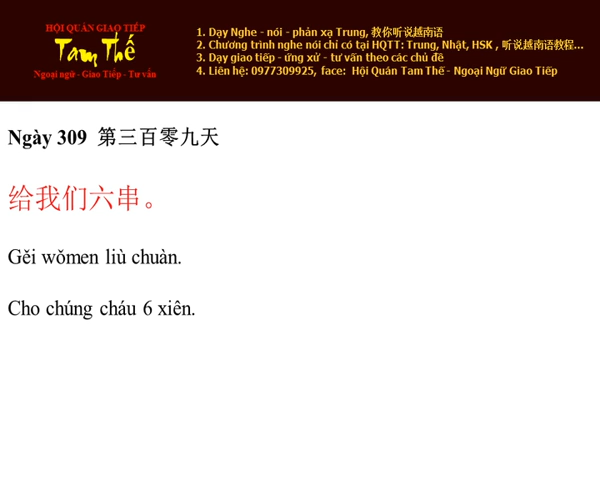 HỘI QUÁN GIAO TIẾP
Tam Thế
Ngoại ngữ - Giao Tiếp - Tư vấn
1. Dạy Nghe - nói - phản xạ Trung, 教你听说越南语
2. Chương trình nghe nói chỉ có tại HQTT: Trung, Nhật, HSK , 听说越南语教程...
3. Dạy giao tiếp - ứng xử - tư vấn theo các chủ đề
4. Liên hệ: 0977309925, face: Hội Quán Tam Thế - Ngoại Ngữ Giao Tiếp
Ngày 309 第三百零九天
给我们六串。
Gěi wǒmen liù chuàn.
Cho chúng cháu 6 xiên.